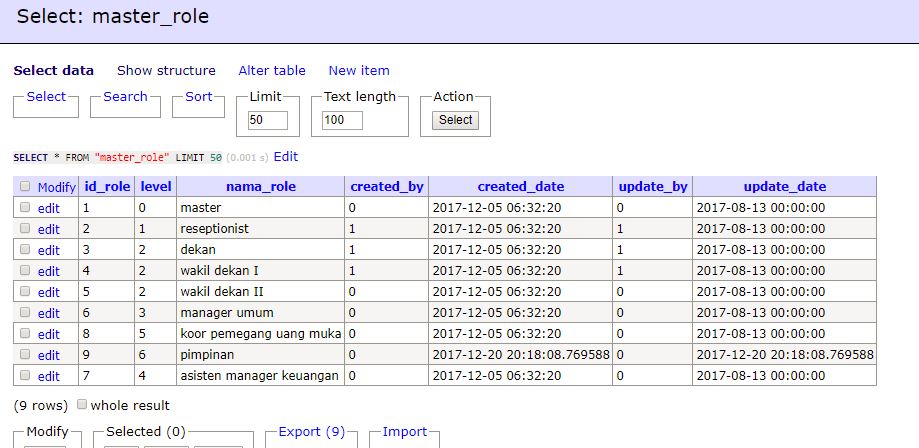 Select: master_role
Select data Show structure Alter table New item
Select Search Sort Limit Text length Action
50 100 Select
SELECT * FROM "master_role" LIMIT 50 (0.001 s) Edit
Modify id_role level nama_role created_by created_date update_by update_date
edit 1 0 master 0 2017-12-05 06:32:20 0 2017-08-13 00:00:00
edit 2 1 reseptionist 1 2017-12-05 06:32:20 1 2017-08-13 00:00:00
edit 3 2 dekan 1 2017-12-05 06:32:20 1 2017-08-13 00:00:00
edit 4 2 wakil dekan I 1 2017-12-05 06:32:20 1 2017-08-13 00:00:00
edit 5 2 wakil dekan II 0 2017-12-05 06:32:20 0 2017-08-13 00:00:00
edit 6 3 manager umum 0 2017-12-05 06:32:20 0 2017-08-13 00:00:00
edit 8 5 koor pemegang uang muka 0 2017-12-05 06:32:20 0 2017-08-13 00:00:00
edit 9 6 pimpinan 0 2017-12-20 20:18:08.769588 0 2017-12-20 20:18:08.769588
edit 7 4 asisten manager keuangan 0 2017-12-05 06:32:20 0 2017-08-13 00:00:00
(9 rows) whole result
Modify Selected (0) Export (9) Import